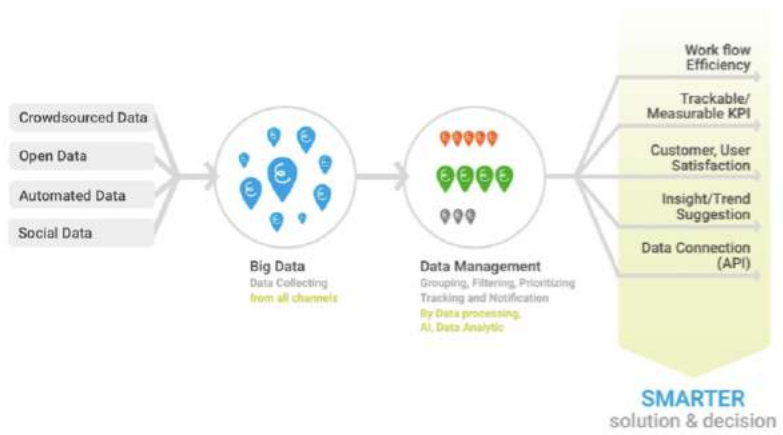 Crowdsourced Data
Open Data
Automated Data
Social Data
Big Data
Data Collecting
from all channels
Data Management
Grouping, Filtering, Prioritizing
Tracking and Notification
By Data processing,
AI, Data Analytic
Work flow
Efficiency
Trackable/
Measurable KPI
Customer, User
Satisfaction
Insight/Trend
Suggestion
Data Connection
(API)
SMARTER
solution & decision